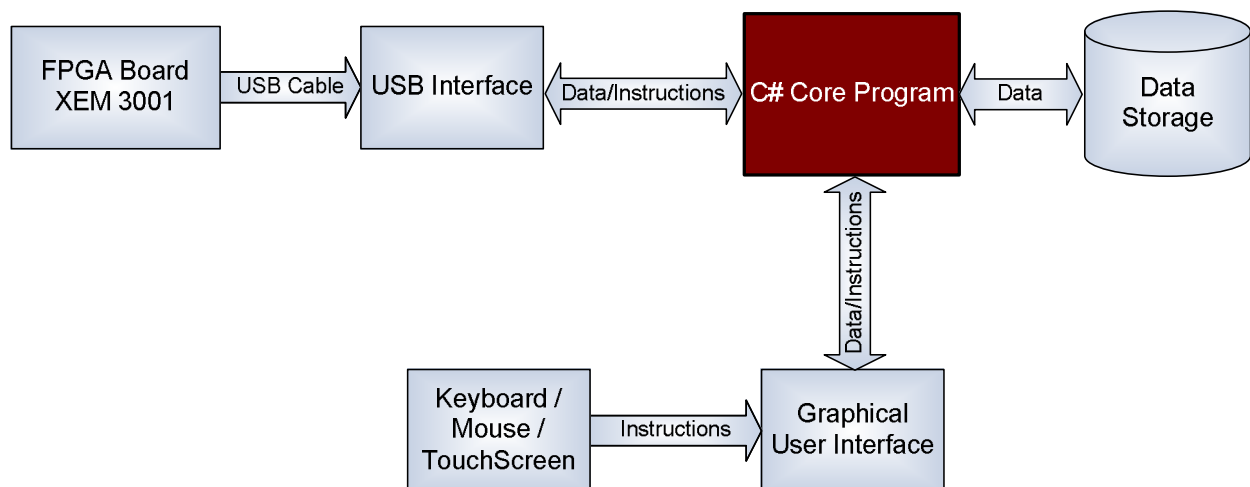 FPGA Board
XEM 3001
USB Cable
USB Interface
Data/Instructions
C# Core Program
Data
Data
Storage
Data/Instructions
Keyboard /
Mouse /
TouchScreen
Instructions
Graphical
User Interface